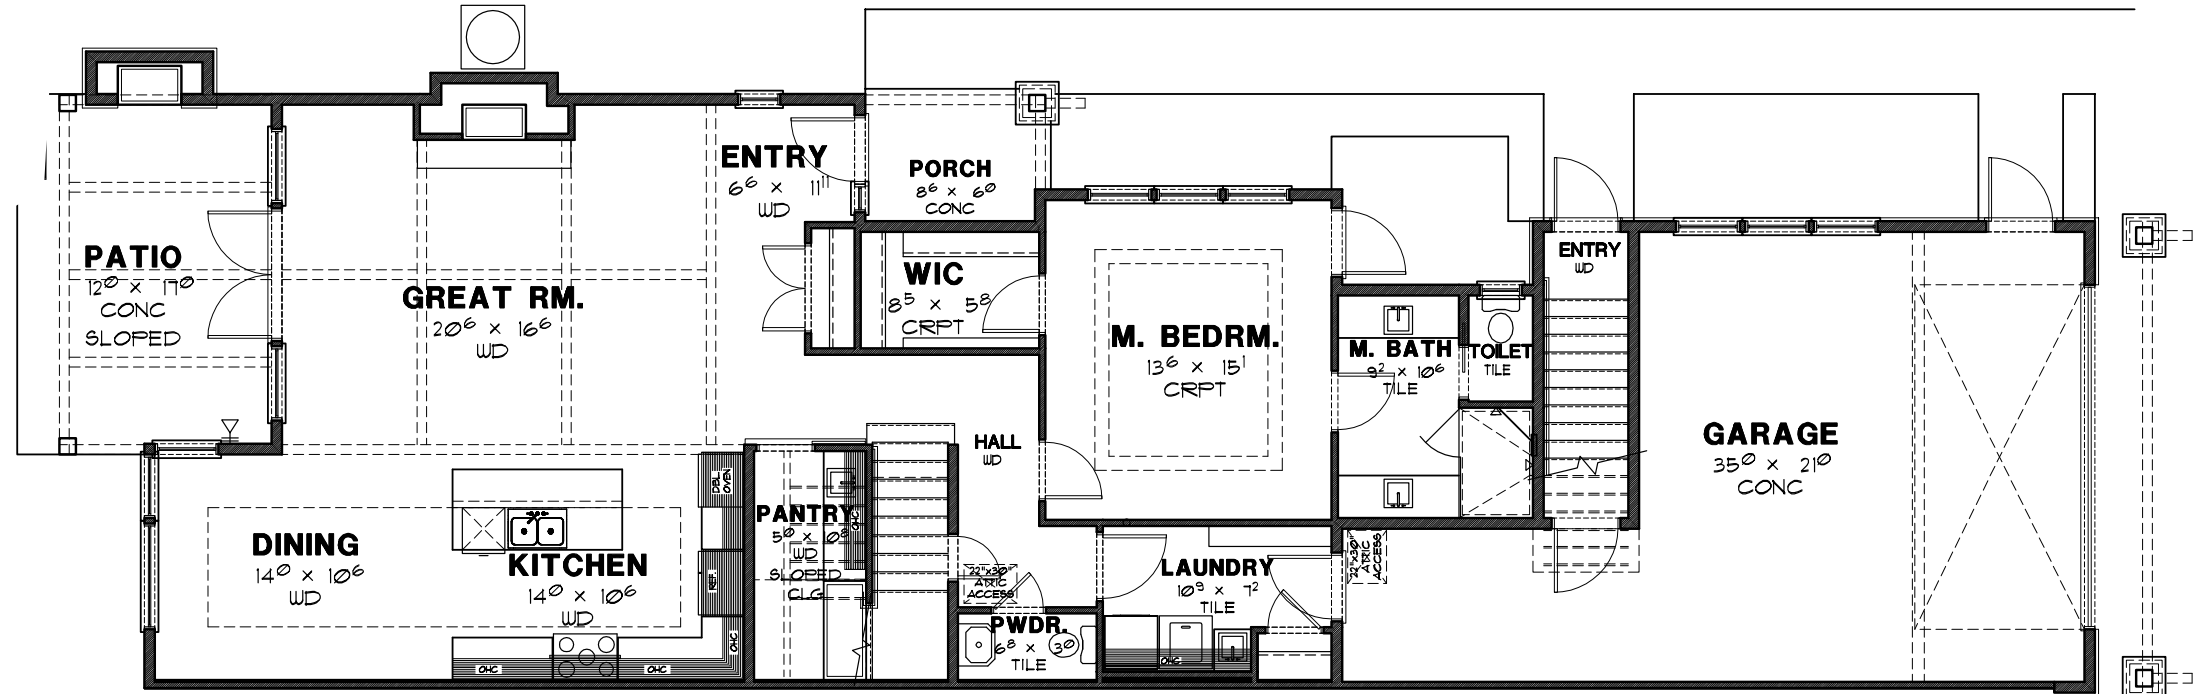 ENTRY
6⁶ x 11¹¹
WD
PORCH
8⁶ x 6⁰
CONC
PATIO
12⁰ x 17⁰
CONC
SLOPED
GREAT RM.
20⁶ x 16⁶
WD
WIC
8⁵ x 5⁸
CRPT
M. BEDRM.
13⁶ x 15¹
CRPT
M. BATH
9² x 10⁶
TILE
TOILET
TILE
ENTRY
WD
GARAGE
35⁰ x 21⁰
CONC
HALL
WD
DBL.
OVEN
PANTRY
WD
SLOPED
CLG
OHC
DINING
14⁰ x 10⁶
WD
KITCHEN
14⁰ x 10⁶
WD
REF.
OHC
OHC
OHC
22"x30"
ATTIC
ACCESS
PWDR.
6⁸ x 3⁰
TILE
LAUNDRY
10⁹ x 7²
TILE
OHC
22"x30"
ATTIC
ACCESS